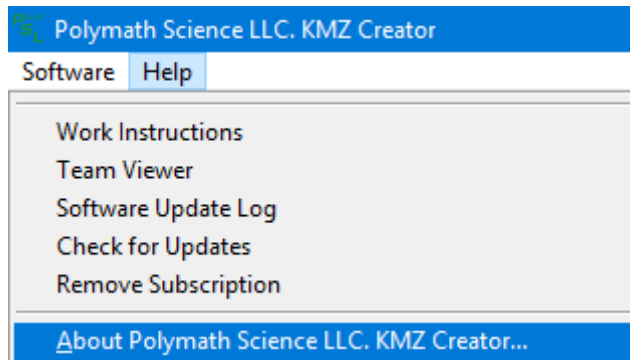 Polymath Science LLC. KMZ Creator
Software Help
Work Instructions
Team Viewer
Software Update Log
Check for Updates
Remove Subscription
About Polymath Science LLC. KMZ Creator...